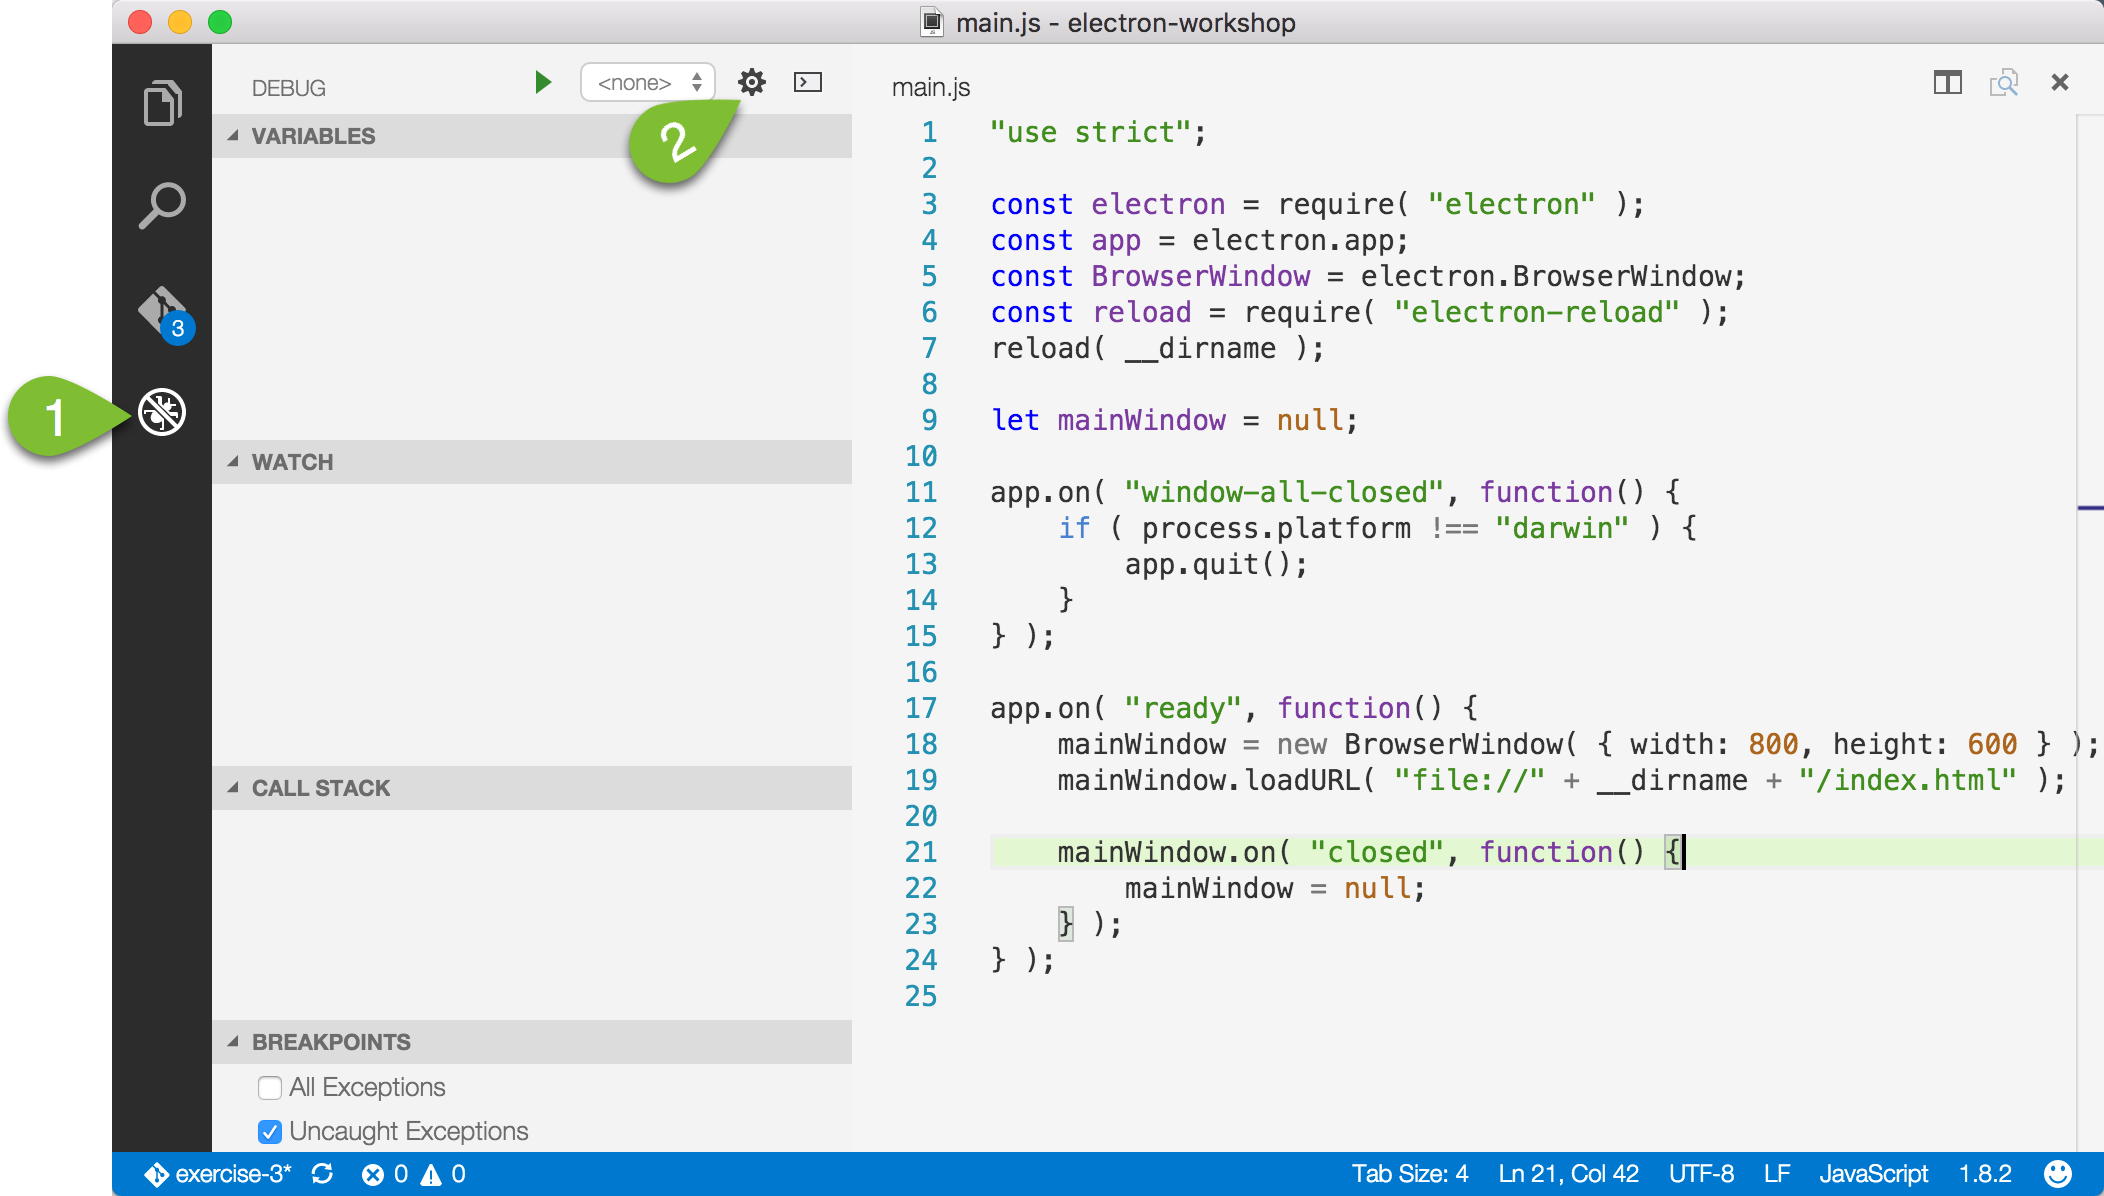 main.js - electron-workshop
DEBUG
<none>
main.js
1
2
3
VARIABLES
WATCH
CALL STACK
BREAKPOINTS
All Exceptions
Uncaught Exceptions
1 "use strict";
2
3 const electron = require( "electron" );
4 const app = electron.app;
5 const BrowserWindow = electron.BrowserWindow;
6 const reload = require( "electron-reload" );
7 reload( __dirname );
8
9 let mainWindow = null;
10
11 app.on( "window-all-closed", function() {
12     if ( process.platform !== "darwin" ) {
13         app.quit();
14     }
15 } );
16
17 app.on( "ready", function() {
18     mainWindow = new BrowserWindow( { width: 800, height: 600 } );
19     mainWindow.loadURL( "file://" + __dirname + "/index.html" );
20
21     mainWindow.on( "closed", function() {
22         mainWindow = null;
23     } );
24 } );
25
exercise-3* 0 0 Tab Size: 4 Ln 21, Col 42 UTF-8 LF JavaScript 1.8.2